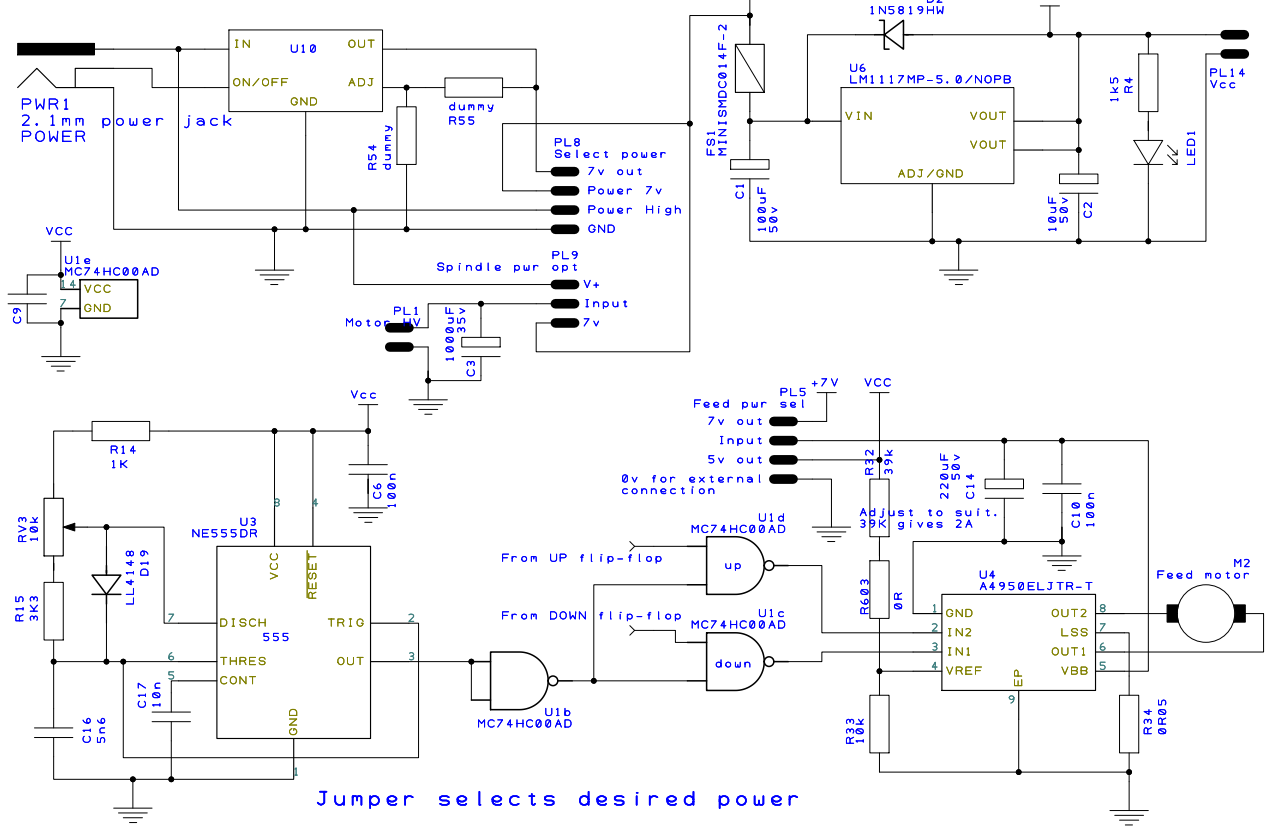 D2
1N5819HW
IN
U10
OUT
ON/OFF
ADJ
GND
PWR1
2.1mm power jack
POWER
dummy
R55
R54
dummy
PL8
Select power
7v out
Power 7v
Power High
GND
FS1
MINISMDC014F-2
U6
LM1117MP-5.0/NOPB
VIN
VOUT
VOUT
ADJ/GND
C1
100uF
50v
10uF
50v
C2
1k5
R4
LED1
PL14
Vcc
VCC
U1e
MC74HC00AD
14
VCC
7
GND
C9
PL9
Spindle pwr opt
V+
Input
7v
PL1
Motor HV
1000uF
35v
C3
Vcc
R14
1K
C6
100n
RV3
10k
R15
3K3
LL4148
D19
U3
NE555DR
8
4
VCC
RESET
7
DISCH
555
TRIG
2
6
THRES
OUT
3
5
CONT
GND
1
C17
10n
C16
5n6
PL5
+7V
VCC
Feed pwr sel
7v out
Input
5v out
0v for external
connection
R32
39k
Adjust to suit.
39K gives 2A
220uF
50v
C14
C10
100n
U1d
MC74HC00AD
From UP flip-flop
up
U1c
MC74HC00AD
From DOWN flip-flop
down
U1b
MC74HC00AD
R603
0R
R33
10k
U4
A4950ELJTR-T
1
GND
OUT2
8
2
IN2
LSS
7
3
IN1
OUT1
6
4
VREF
VBB
5
EP
9
M2
Feed motor
R34
0R05
Jumper selects desired power